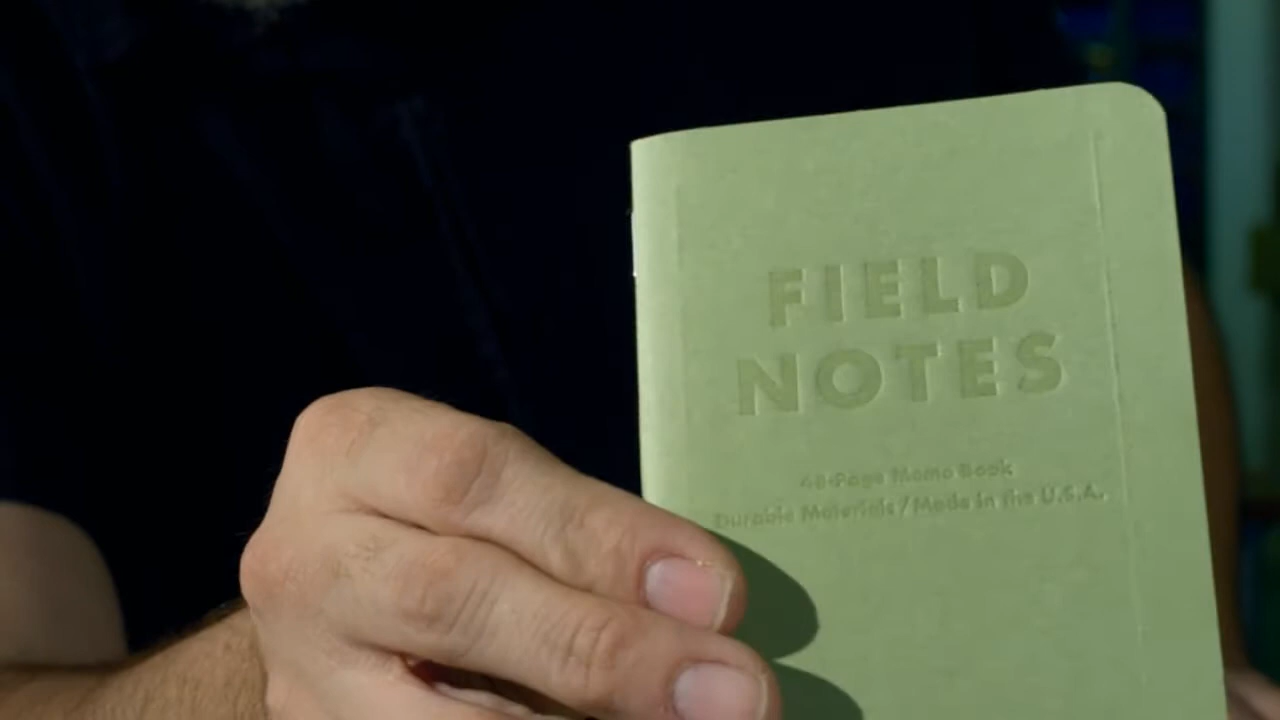 FIELD
NOTES
48-Page Memo Book
Durable Materials / Made in the U.S.A.